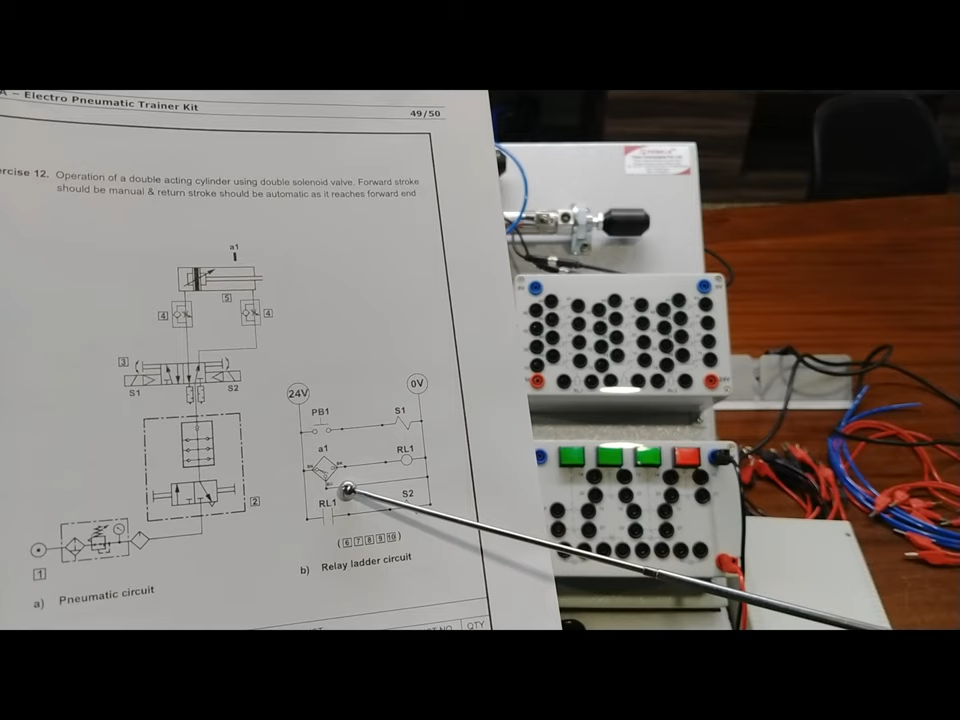 A – Electro Pneumatic Trainer Kit
49/50
rcise 12. Operation of a double acting cylinder using double solenoid valve. Forward stroke
should be manual & return stroke should be automatic as it reaches forward end
a1
5
4
4
3
S1
S2
2
1
a) Pneumatic circuit
24V
0V
PB1
S1
a1
RL1
RL1
S2
( 6 7 8 9 10 )
b) Relay ladder circuit
QTY